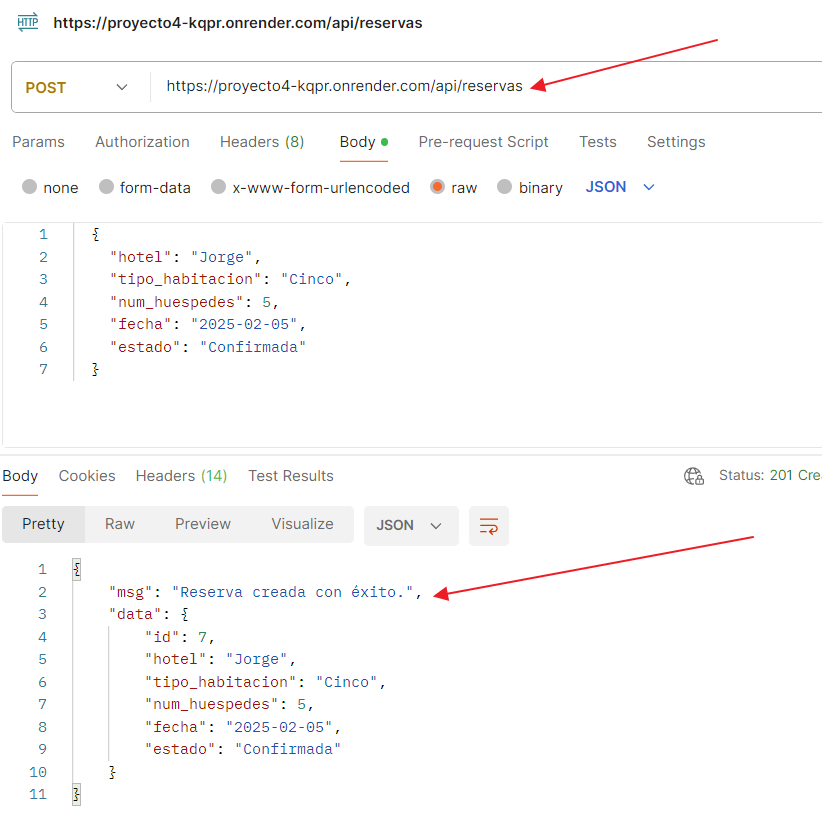 HTTP https://proyecto4-kqpr.onrender.com/api/reservas
POST https://proyecto4-kqpr.onrender.com/api/reservas
Params Authorization Headers (8) Body Pre-request Script Tests Settings
none form-data x-www-form-urlencoded raw binary JSON
1 {
2 "hotel": "Jorge",
3 "tipo_habitacion": "Cinco",
4 "num_huespedes": 5,
5 "fecha": "2025-02-05",
6 "estado": "Confirmada"
7 }
Body Cookies Headers (14) Test Results Status: 201 Cre
Pretty Raw Preview Visualize JSON
1 {
2 "msg": "Reserva creada con éxito.",
3 "data": {
4 "id": 7,
5 "hotel": "Jorge",
6 "tipo_habitacion": "Cinco",
7 "num_huespedes": 5,
8 "fecha": "2025-02-05",
9 "estado": "Confirmada"
10 }
11 }